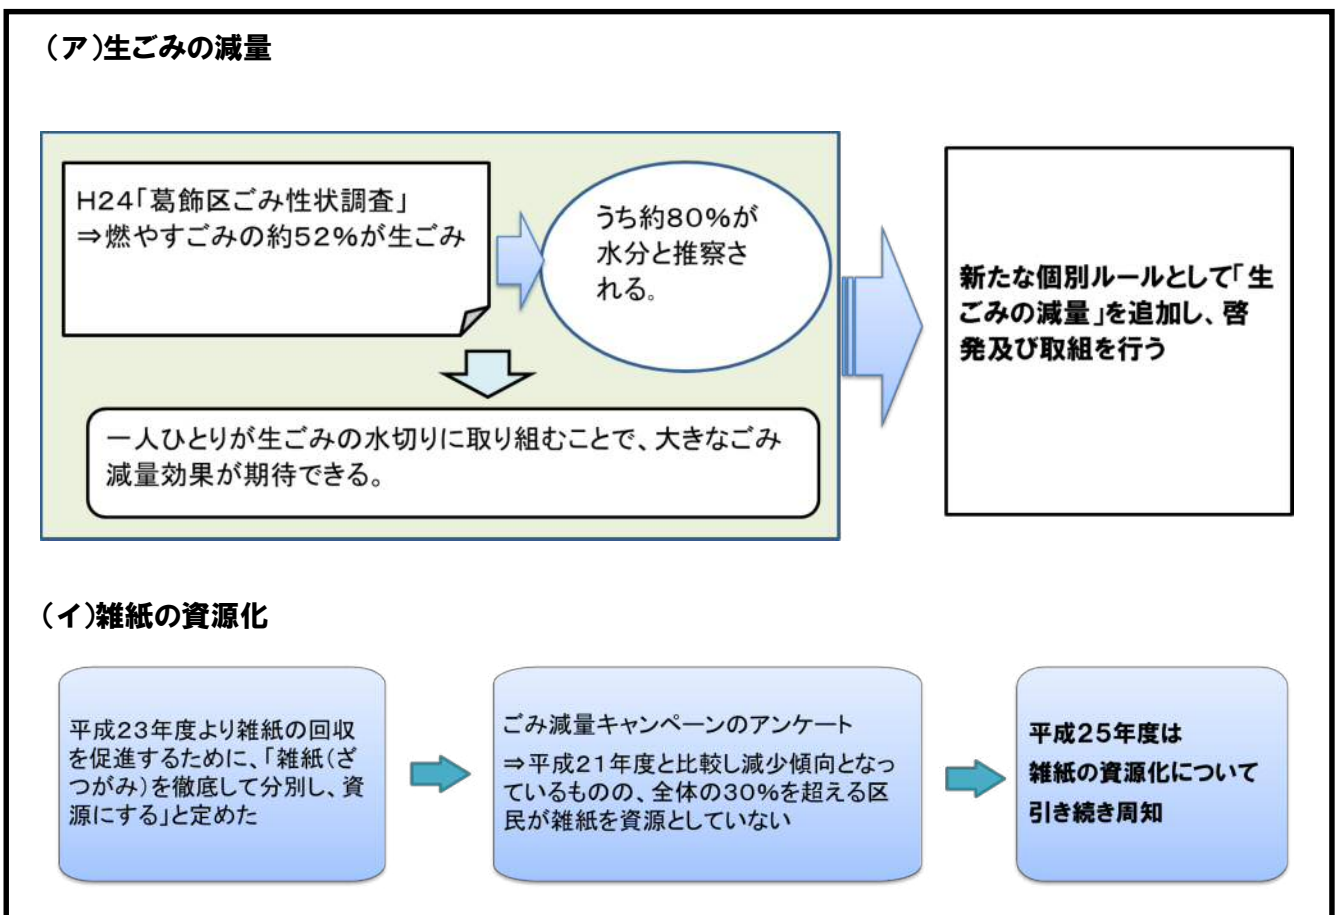 （ア）生ごみの減量
H24「葛飾区ごみ性状調査」
⇒燃やすごみの約52％が生ごみ
うち約80％が
水分と推察さ
れる。
一人ひとりが生ごみの水切りに取り組むことで、大きなごみ
減量効果が期待できる。
新たな個別ルールとして「生
ごみの減量」を追加し、啓
発及び取組を行う
（イ）雑紙の資源化
平成23年度より雑紙の回収
を促進するために、「雑紙（ざ
つがみ）を徹底して分別し、資
源にする」と定めた
ごみ減量キャンペーンのアンケート
⇒平成21年度と比較し減少傾向となっ
ているものの、全体の30％を超える区
民が雑紙を資源としていない
平成25年度は
雑紙の資源化について
引き続き周知